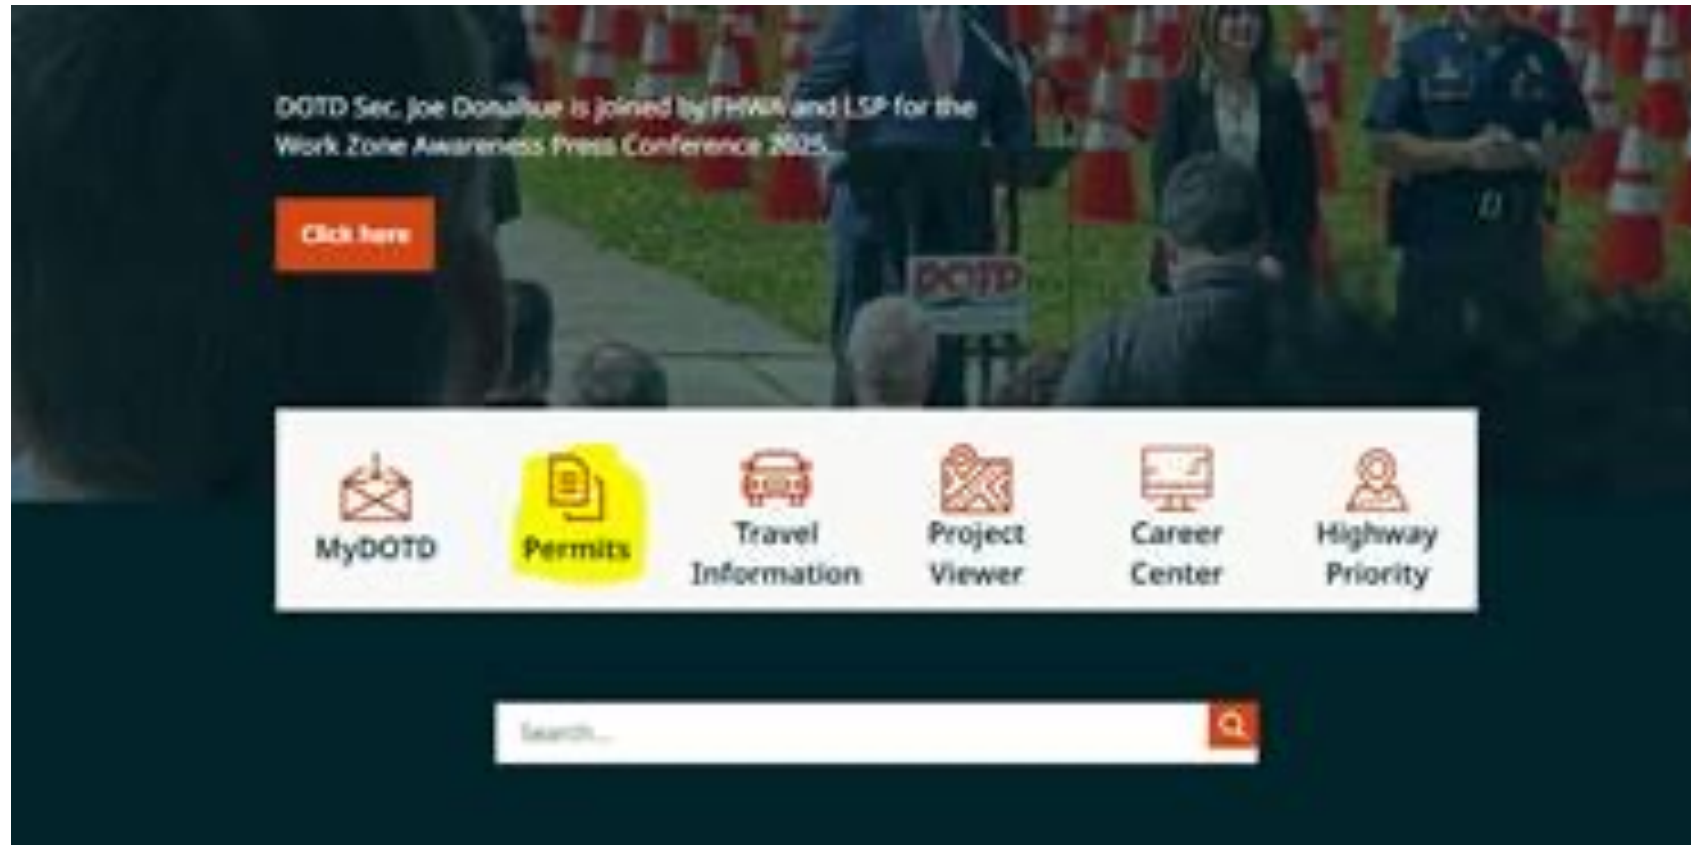 DOTD Sec. Joe Donahue is joined by FHWA and LSP for the
Work Zone Awareness Press Conference 2025.
Click here
DOTD
MyDOTD
Permits
Travel
Information
Project
Viewer
Career
Center
Highway
Priority
Search...